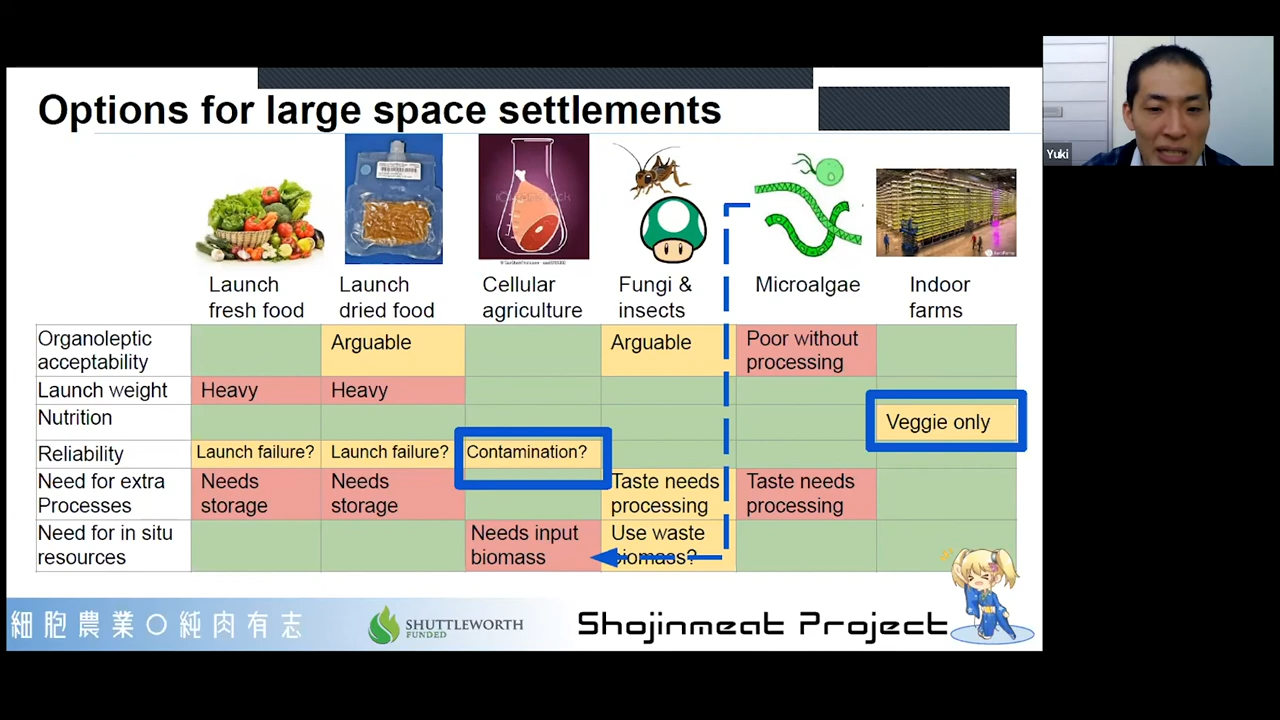 Options for large space settlements
Yuki
Launch
fresh food
Launch
dried food
Cellular
agriculture
Fungi &
insects
Microalgae
Indoor
farms
Organoleptic
acceptability
Arguable
Arguable
Poor without
processing
Launch weight
Heavy
Heavy
Nutrition
Veggie only
Reliability
Launch failure?
Launch failure?
Contamination?
Need for extra
Processes
Needs
storage
Needs
storage
Taste needs
processing
Taste needs
processing
Need for in situ
resources
Needs input
biomass
Use waste
biomass?
細胞農業〇純肉有志
SHUTTLEWORTH
FUNDED
Shojinmeat Project